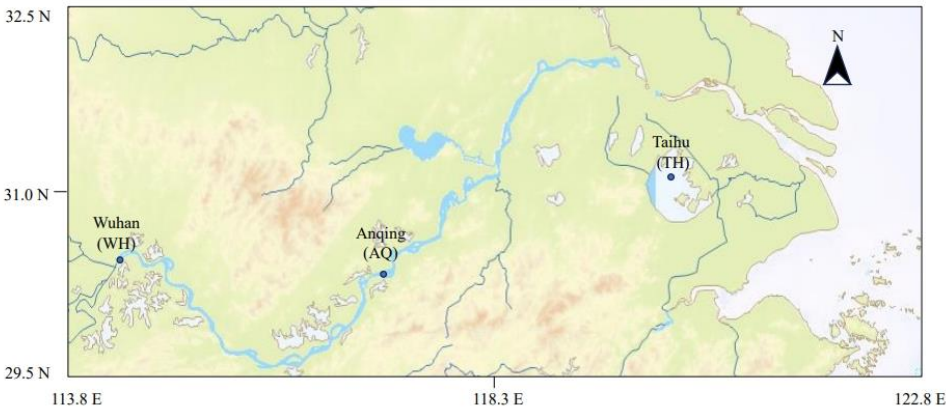 32.5 N
N
Taihu
(TH)
31.0 N
Wuhan
(WH)
Anqing
(AQ)
29.5 N
113.8 E
118.3 E
122.8 E